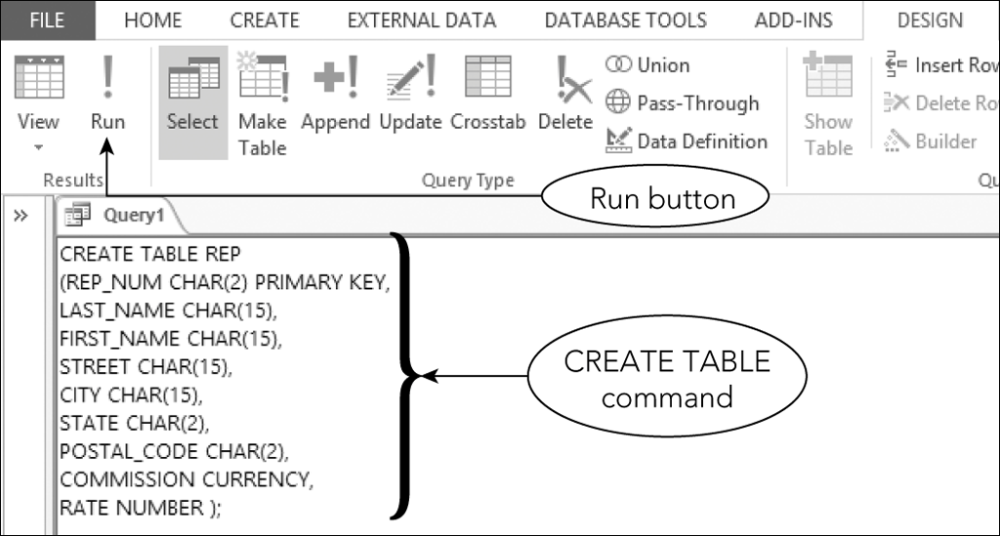 FILE HOME CREATE EXTERNAL DATA DATABASE TOOLS ADD-INS DESIGN
View
Run
Select
Make
Table
Append
Update
Crosstab
Delete
Union
Pass-Through
Data Definition
Show
Table
Insert Row
Delete Ro
Builder
Results
Query Type
Qu
Run button
»
Query1
CREATE TABLE REP
(REP_NUM CHAR(2) PRIMARY KEY,
LAST_NAME CHAR(15),
FIRST_NAME CHAR(15),
STREET CHAR(15),
CITY CHAR(15),
STATE CHAR(2),
POSTAL_CODE CHAR(2),
COMMISSION CURRENCY,
RATE NUMBER );
CREATE TABLE
command